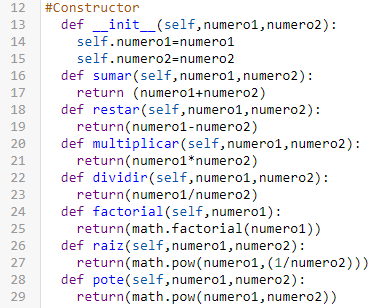 12 #Constructor
13 def __init__(self,numero1,numero2):
14 self.numero1=numero1
15 self.numero2=numero2
16 def sumar(self,numero1,numero2):
17 return (numero1+numero2)
18 def restar(self,numero1,numero2):
19 return(numero1-numero2)
20 def multiplicar(self,numero1,numero2):
21 return(numero1*numero2)
22 def dividir(self,numero1,numero2):
23 return(numero1/numero2)
24 def factorial(self,numero1):
25 return(math.factorial(numero1))
26 def raiz(self,numero1,numero2):
27 return(math.pow(numero1,(1/numero2)))
28 def pote(self,numero1,numero2):
29 return(math.pow(numero1,numero2))